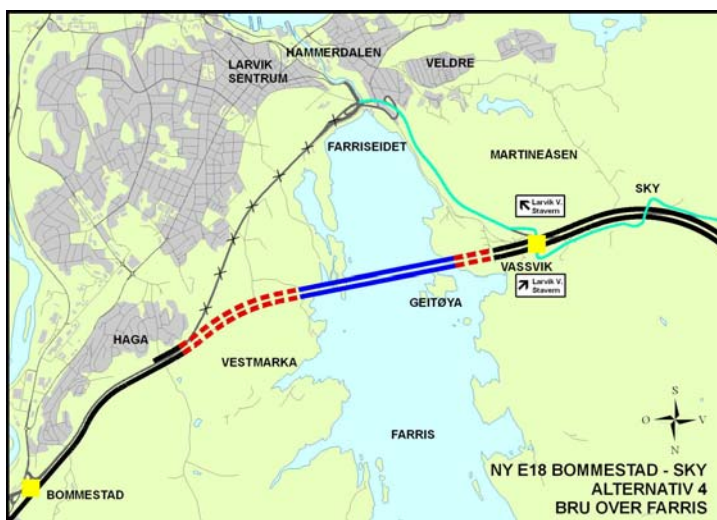 HAMMERDALEN
LARVIK
SENTRUM
VELDRE
FARRISEIDET
MARTINEÅSEN
SKY
Larvik V.
Stavern
VASSVIK
Larvik V.
Stavern
GEITØYA
HAGA
VESTMARKA
FARRIS
S
O
V
N
BOMMESTAD
NY E18 BOMMESTAD - SKY
ALTERNATIV 4
BRU OVER FARRIS